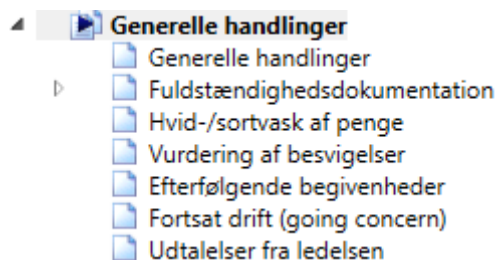 Generelle handlinger
Generelle handlinger
Fuldstændighedsdokumentation
Hvid-/sortvask af penge
Vurdering af besvigelser
Efterfølgende begivenheder
Fortsat drift (going concern)
Udtalelser fra ledelsen